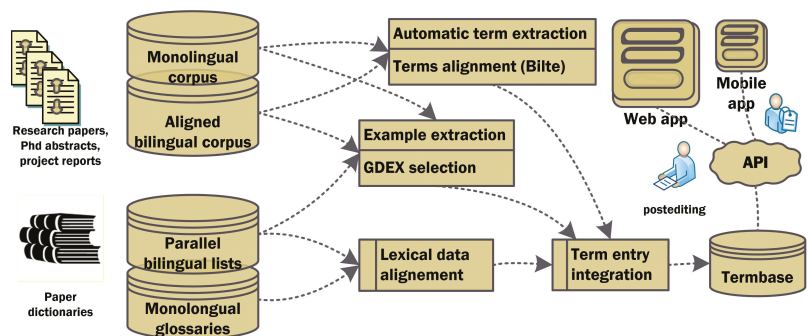 Research papers,
Phd abstracts,
project reports
Paper
dictionaries
Monolingual
corpus
Aligned
bilingual corpus
Parallel
bilingual lists
Monolongual
glossaries
Automatic term extraction
Terms alignment (Bilte)
Example extraction
GDEX selection
Lexical data
alignement
Term entry
integration
Web app
Mobile
app
API
postediting
Termbase